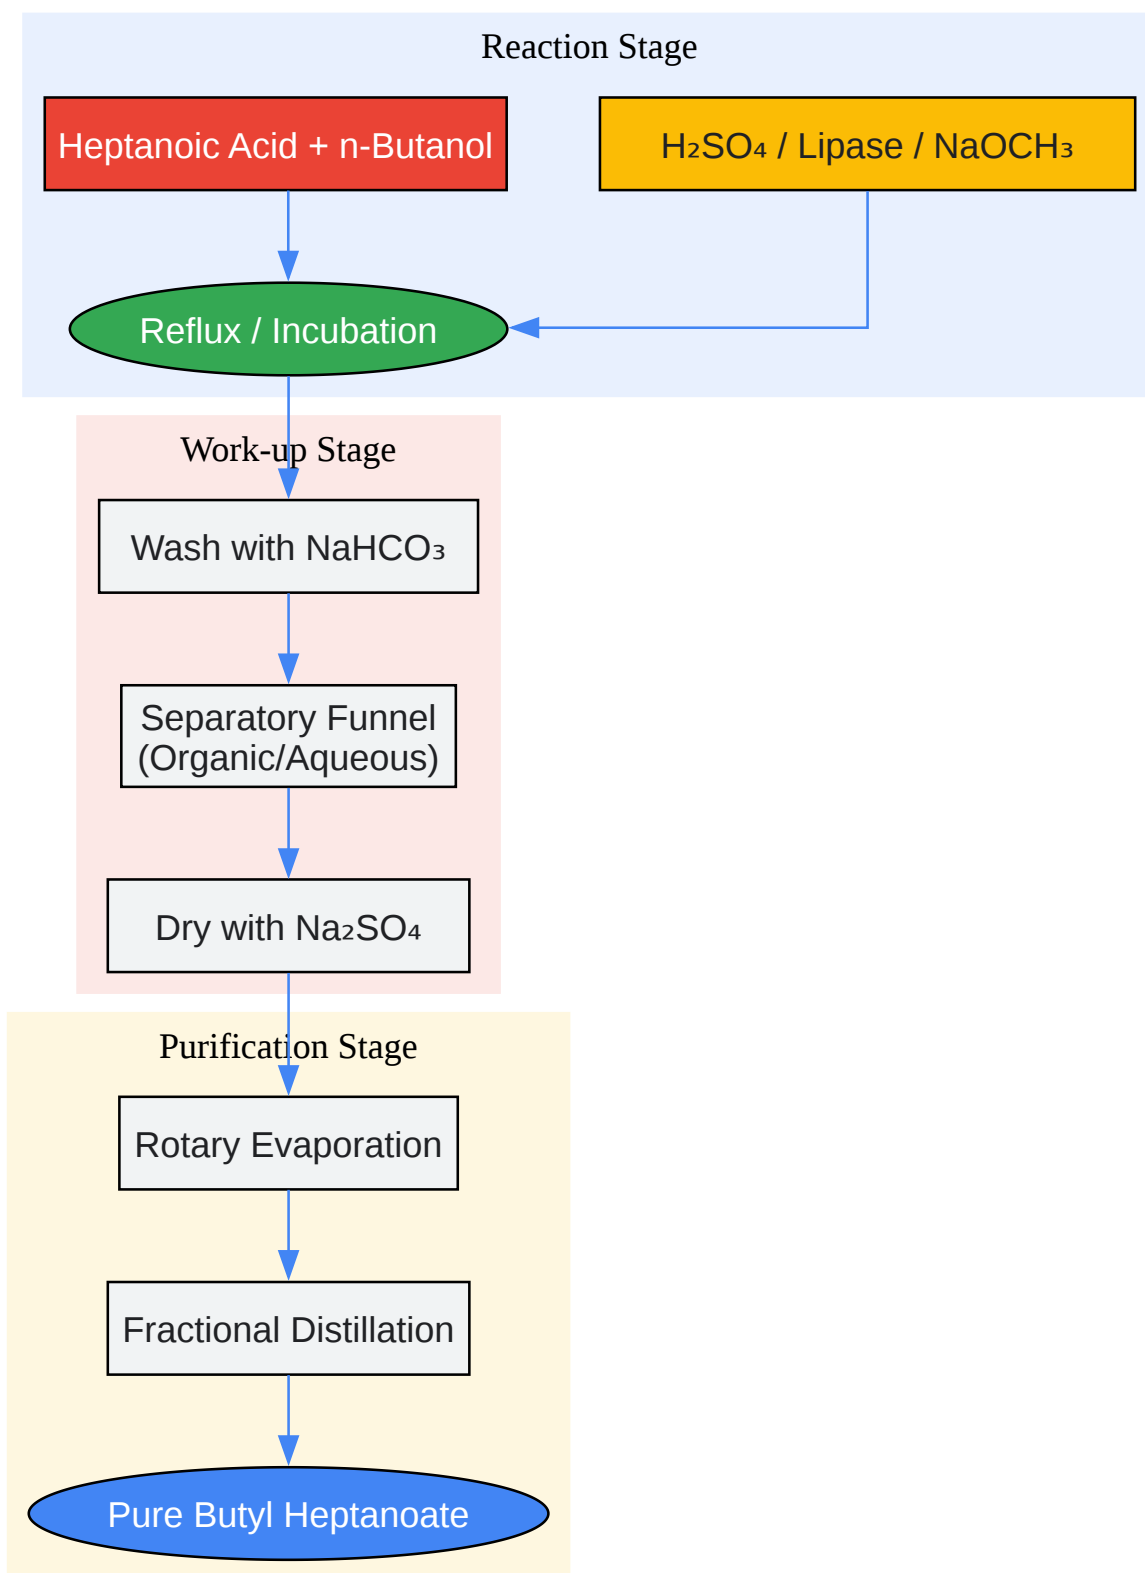 Reaction Stage
Heptanoic Acid + n-Butanol
H₂SO₄ / Lipase / NaOCH₃
Reflux / Incubation
Work-up Stage
Wash with NaHCO₃
Separatory Funnel
(Organic/Aqueous)
Dry with Na₂SO₄
Purification Stage
Rotary Evaporation
Fractional Distillation
Pure Butyl Heptanoate